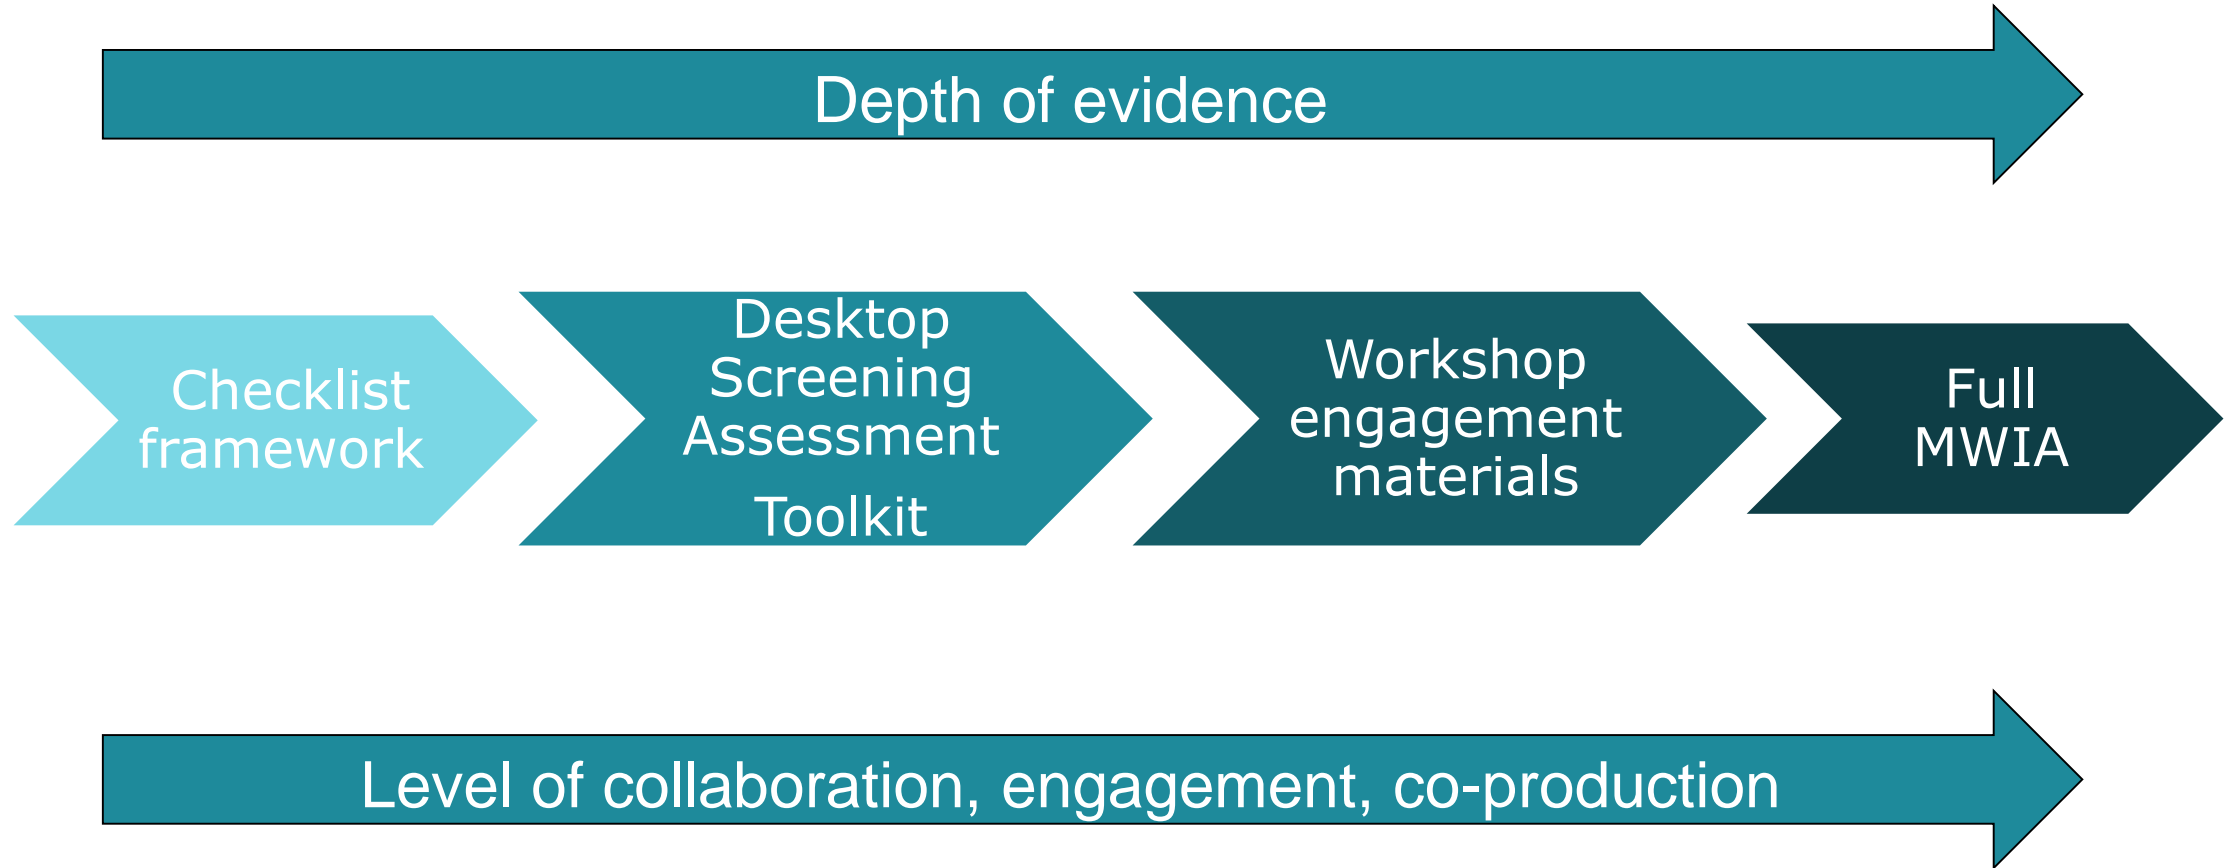 Depth of evidence
Checklist
framework
Desktop
Screening
Assessment
Toolkit
Workshop
engagement
materials
Full
MWIA
Level of collaboration, engagement, co-production